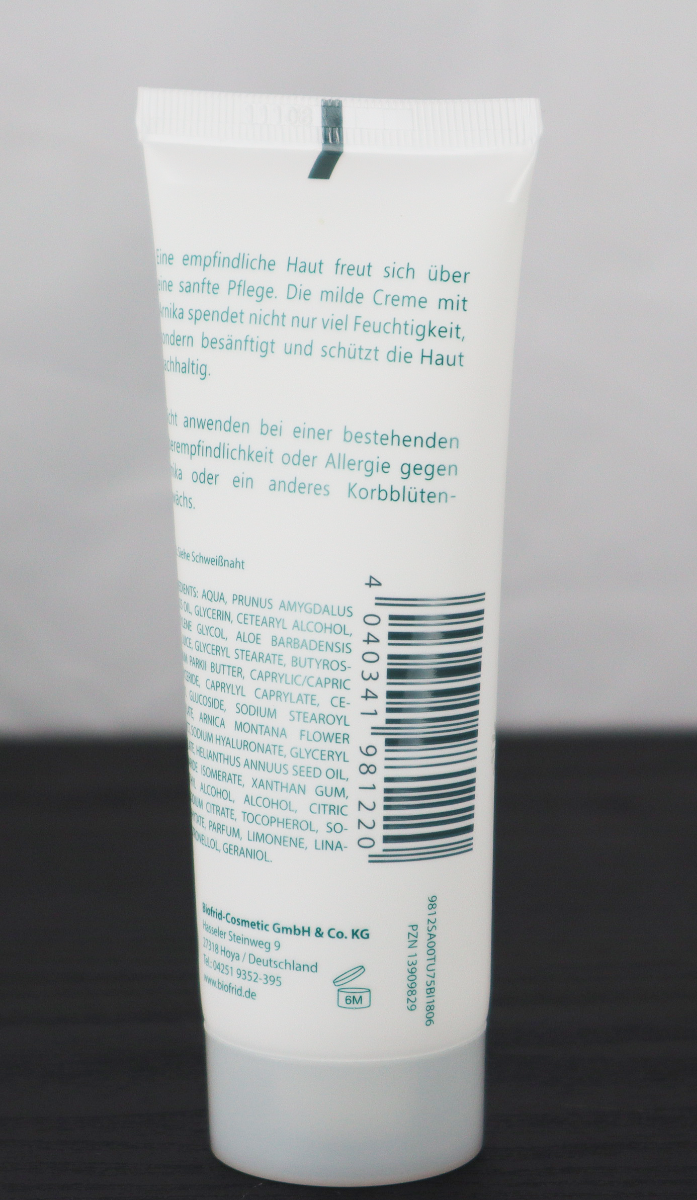 Eine empfindliche Haut freut sich über
eine sanfte Pflege. Die milde Creme mit
Arnika spendet nicht nur viel Feuchtigkeit,
sondern besänftigt und schützt die Haut
nachhaltig.
anwenden bei einer bestehenden
oder Allergie gegen
oder ein anderes Korbblüten-
Siehe Schweißnaht
AQUA, PRUNUS AMYGDALUS
OIL, GLYCERIN, CETEARYL ALCOHOL,
GLYCOL, ALOE BARBADENSIS
GLYCERYL STEARATE, BUTYROS-
PARKII BUTTER, CAPRYLIC/CAPRIC
CAPRYLYL CAPRYLATE, CE-
GLUCOSIDE, SODIUM STEAROYL
ARNICA MONTANA FLOWER
SODIUM HYALURONATE, GLYCERYL
HELIANTHUS ANNUUS SEED OIL,
ISOMERATE, XANTHAN GUM,
ALCOHOL, ALCOHOL, CITRIC
CITRATE, TOCOPHEROL, SO-
PARFUM, LIMONENE, LINA-
GERANIOL.
4 040341 981220
Biofrid-Cosmetic GmbH & Co. KG
Hasseler Steinweg 9
27318 Hoya / Deutschland
Tel.: 04251 9352-395
www.biofrid.de
6M
9812SA00TU75BI1806
PZN 13909829